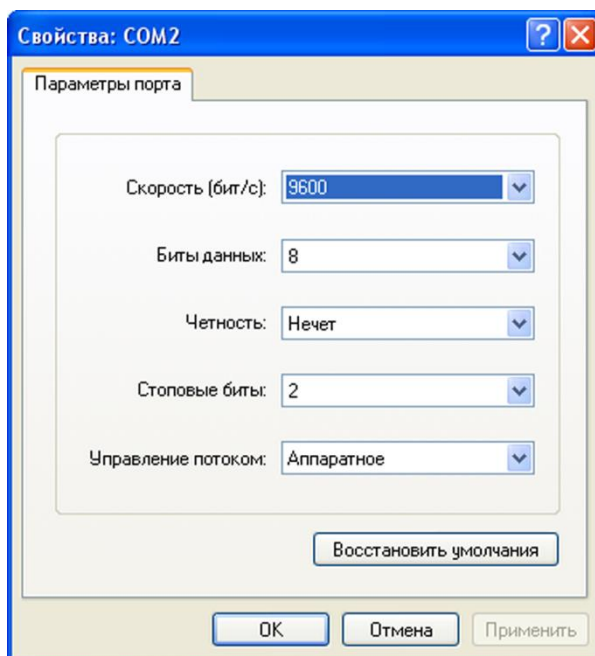 Свойства: COM2
Параметры порта
Скорость (бит/с): 9600
Биты данных: 8
Четность: Нечет
Стоповые биты: 2
Управление потоком: Аппаратное
Восстановить умолчания
OK Отмена Применить